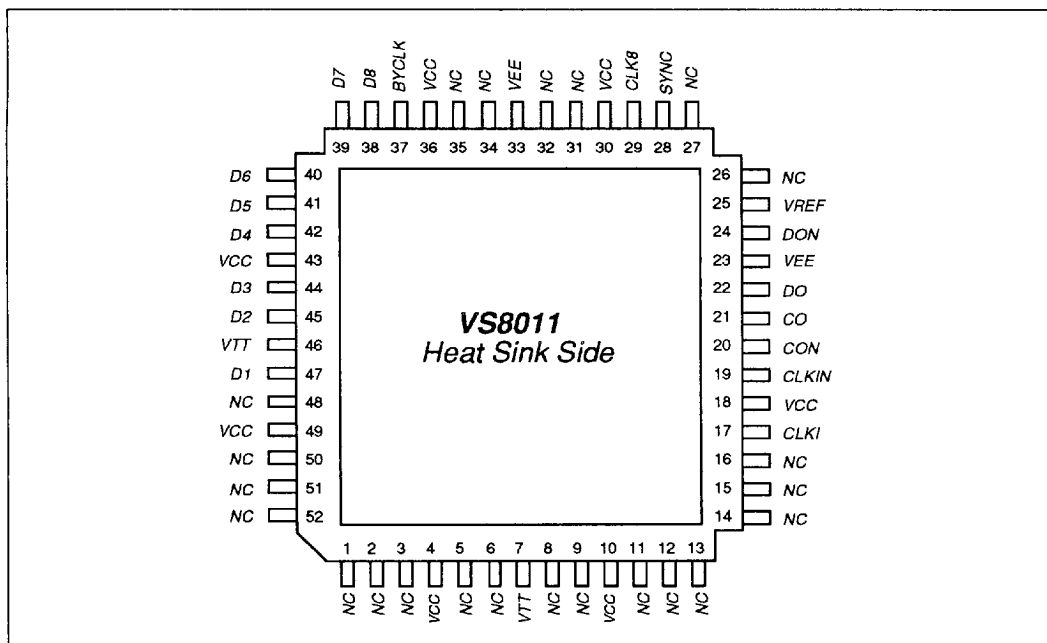 D7 D8 BYCLK VCC NC NC VEE NC NC VCC CLK8 SYNC NC
39 38 37 36 35 34 33 32 31 30 29 28 27
D6 40 26 NC
D5 41 25 VREF
D4 42 24 DON
VCC 43 23 VEE
D3 44 22 DO
D2 45 21 CO
VS8011
Heat Sink Side
VTT 46 20 CON
D1 47 19 CLKIN
NC 48 18 VCC
VCC 49 17 CLKI
NC 50 16 NC
NC 51 15 NC
NC 52 14 NC
1 2 3 4 5 6 7 8 9 10 11 12 13
NC NC NC VCC NC NC VTT NC NC VCC NC NC NC